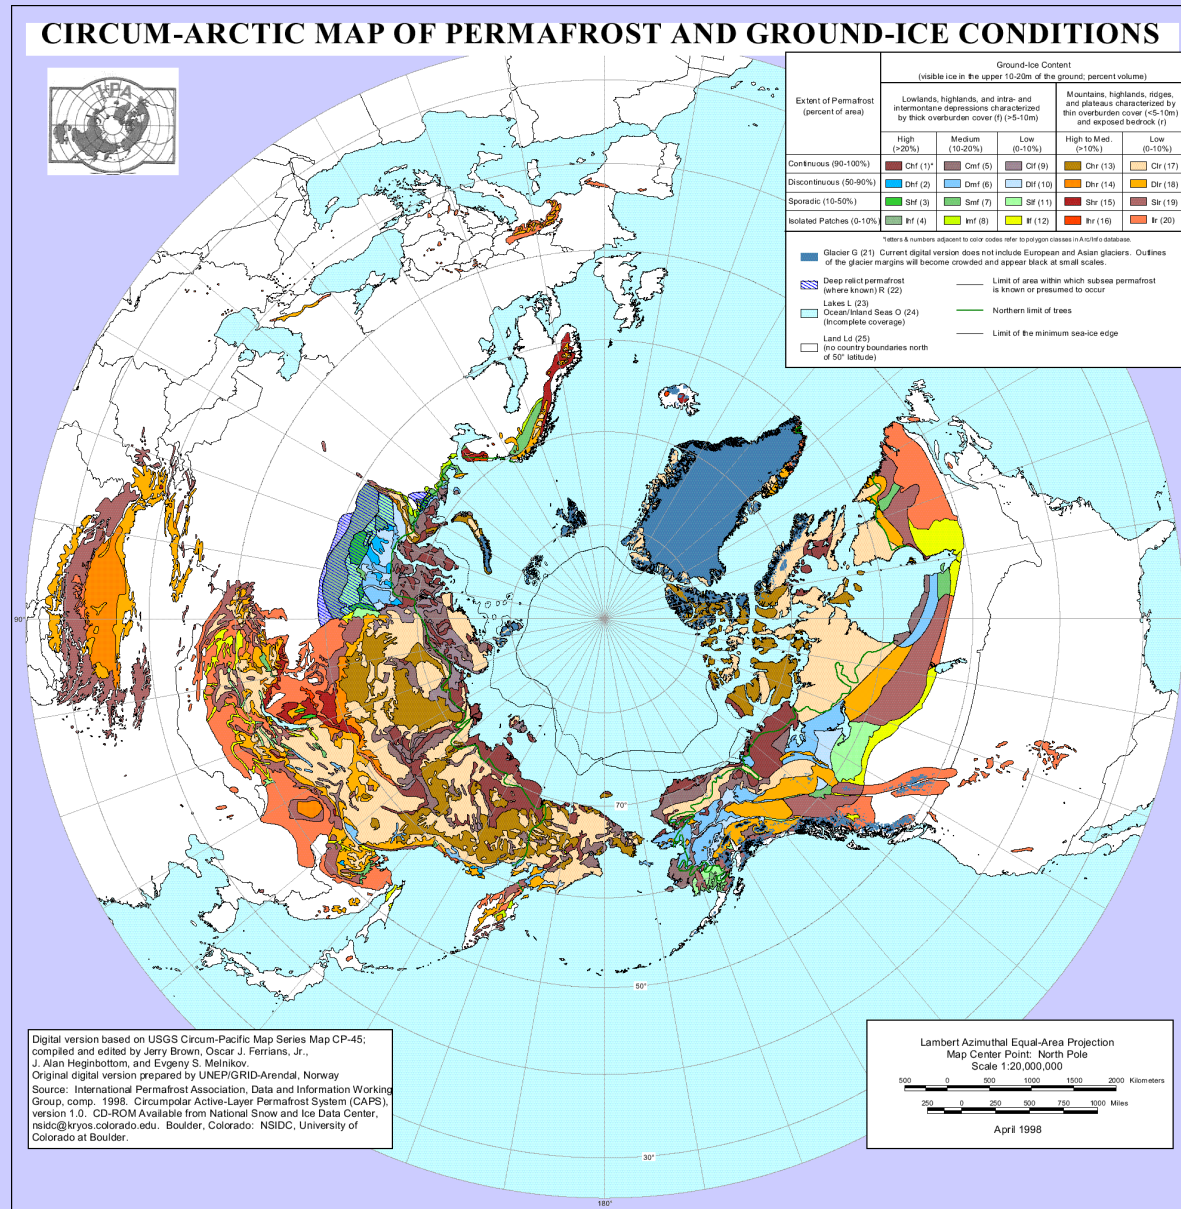 CIRCUM-ARCTIC MAP OF PERMAFROST AND GROUND-ICE CONDITIONS
IPA
Ground-Ice Content
(visible ice in the upper 10-20m of the ground; percent volume)
Extent of Permafrost
(percent of area)
Lowlands, highlands, and intra- and
intermontane depressions characterized
by thick overburden cover (f) (>5-10m)
Mountains, highlands, ridges,
and plateaus characterized by
thin overburden cover (<5-10m)
and exposed bedrock (r)
High
(>20%)
Medium
(10-20%)
Low
(0-10%)
High to Med.
(>10%)
Low
(0-10%)
Continuous (90-100%) Chf (1)* Cmf (5) Clf (9) Chr (13) Clr (17)
Discontinuous (50-90%) Dhf (2) Dmf (6) Dlf (10) Dhr (14) Dlr (18)
Sporadic (10-50%) Shf (3) Smf (7) Slf (11) Shr (15) Slr (19)
Isolated Patches (0-10%) Ihf (4) Imf (8) Ilf (12) Ihr (16) Ilr (20)
*letters & numbers adjacent to color codes refer to polygon classes in Arc/Info database.
Glacier G (21) Current digital version does not include European and Asian glaciers. Outlines
of the glacier margins will become crowded and appear black at small scales.
Deep relict permafrost
(where known) R (22)
Lakes L (23)
Ocean/Inland Seas O (24)
(Incomplete coverage)
Land Ld (25)
(no country boundaries north
of 50° latitude)
Limit of area within which subsea permafrost
is known or presumed to occur
Northern limit of trees
Limit of the minimum sea-ice edge
90°
70°
50°
30°
180°
Digital version based on USGS Circum-Pacific Map Series Map CP-45;
compiled and edited by Jerry Brown, Oscar J. Ferrians, Jr.,
J. Alan Heginbottom, and Evgeny S. Melnikov.
Original digital version prepared by UNEP/GRID-Arendal, Norway
Source: International Permafrost Association, Data and Information Working
Group, comp. 1998. Circumpolar Active-Layer Permafrost System (CAPS),
version 1.0. CD-ROM Available from National Snow and Ice Data Center,
nsidc@kryos.colorado.edu. Boulder, Colorado: NSIDC, University of
Colorado at Boulder.
Lambert Azimuthal Equal-Area Projection
Map Center Point: North Pole
Scale 1:20,000,000
500 0 500 1000 1500 2000 Kilometers
250 0 250 500 750 1000 Miles
April 1998